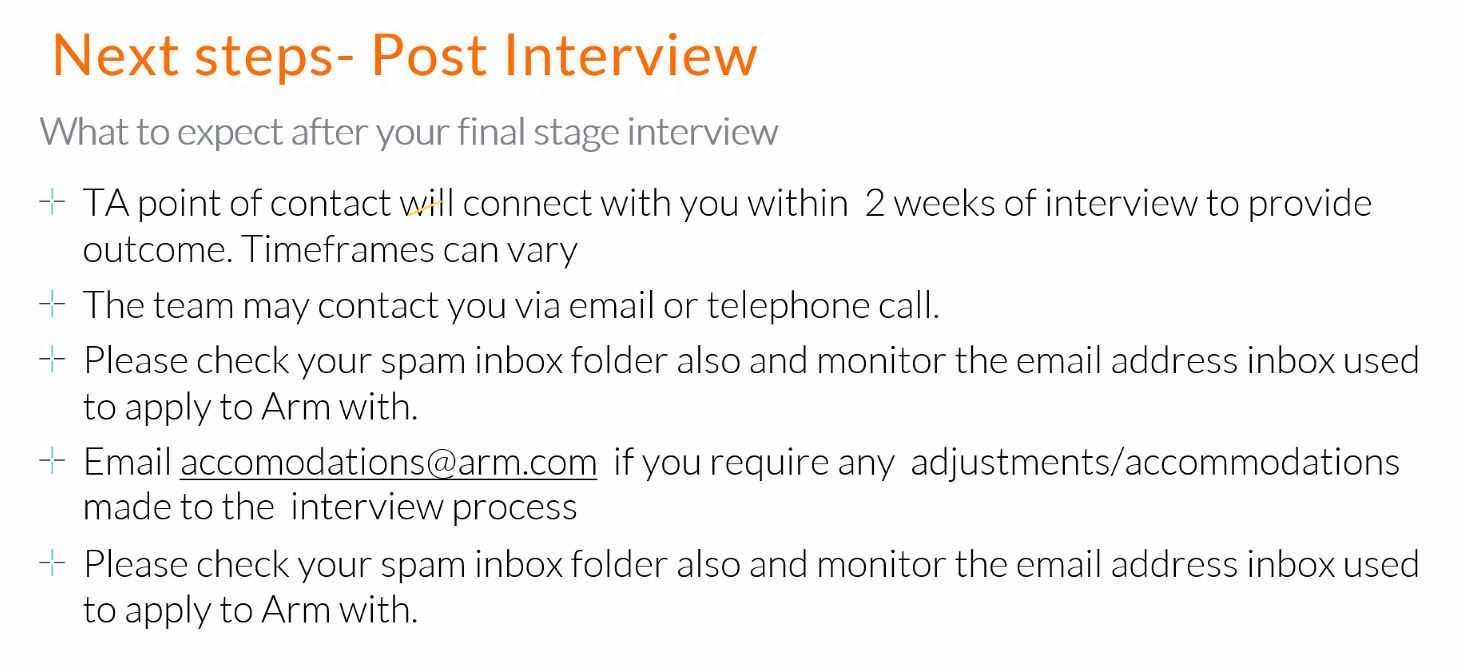 Next steps- Post Interview
What to expect after your final stage interview
TA point of contact will connect with you within  2 weeks of interview to provide
outcome. Timeframes can vary
The team may contact you via email or telephone call.
Please check your spam inbox folder also and monitor the email address inbox used
to apply to Arm with.
Email accomodations@arm.com  if you require any  adjustments/accommodations
made to the  interview process
Please check your spam inbox folder also and monitor the email address inbox used
to apply to Arm with.